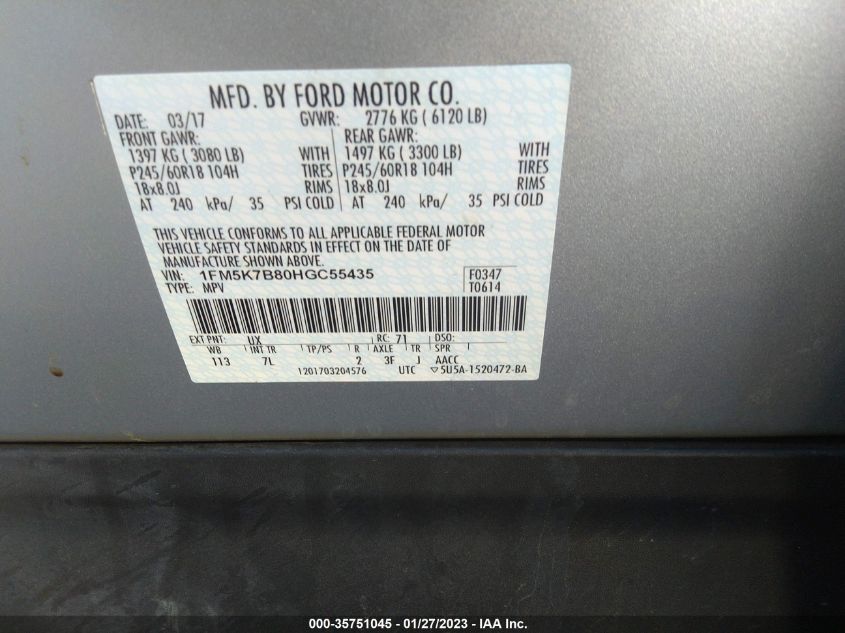 MFD. BY FORD MOTOR CO.
DATE: 03/17 GVWR: 2776 KG ( 6120 LB)
FRONT GAWR: REAR GAWR:
1397 KG ( 3080 LB) WITH 1497 KG ( 3300 LB) WITH
P245/60R18 104H TIRES P245/60R18 104H TIRES
18x8.0J RIMS 18x8.0J RIMS
AT 240 kPa/ 35 PSI COLD AT 240 kPa/ 35 PSI COLD
THIS VEHICLE CONFORMS TO ALL APPLICABLE FEDERAL MOTOR
VEHICLE SAFETY STANDARDS IN EFFECT ON THE DATE OF
MANUFACTURE SHOWN ABOVE.
VIN: 1FM5K7B80HGC55435 F0347
TYPE: MPV T0614
EXT PNT: UX RC: 71 DSO:
WB INT TR TP/PS R AXLE TR SPR
113 7L 2 3F J AACC
1201703204576 UTC ▽5U5A-1520472-BA
000-35751045 - 01/27/2023 - IAA Inc.